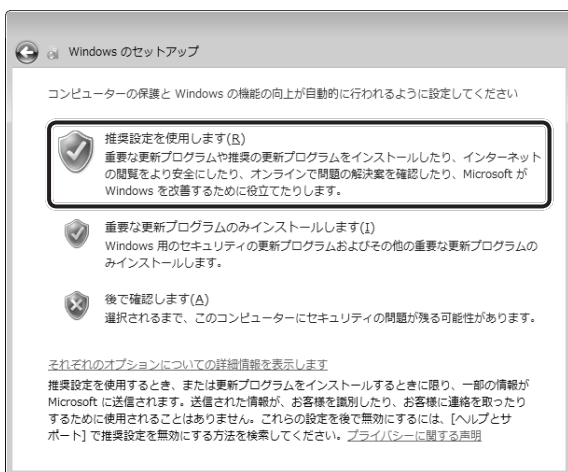 Windows のセットアップ
コンピューターの保護と Windows の機能の向上が自動的に行われるように設定してください
推奨設定を使用します(R)
重要な更新プログラムや推奨の更新プログラムをインストールしたり、インターネット
の閲覧をより安全にしたり、オンラインで問題の解決案を確認したり、Microsoft が
Windows を改善するために役立てたりします。
重要な更新プログラムのみインストールします(I)
Windows 用のセキュリティの更新プログラムおよびその他の重要な更新プログラムの
みインストールします。
後で確認します(A)
選択されるまで、このコンピューターにセキュリティの問題が残る可能性があります。
それぞれのオプションについての詳細情報を表示します
推奨設定を使用するとき、または更新プログラムをインストールするときに限り、一部の情報が
Microsoft に送信されます。送信された情報が、お客様を識別したり、お客様に連絡を取ったり
するために使用されることはありません。これらの設定を後で無効にするには、[ヘルプとサ
ポート] で推奨設定を無効にする方法を検索してください。プライバシーに関する声明